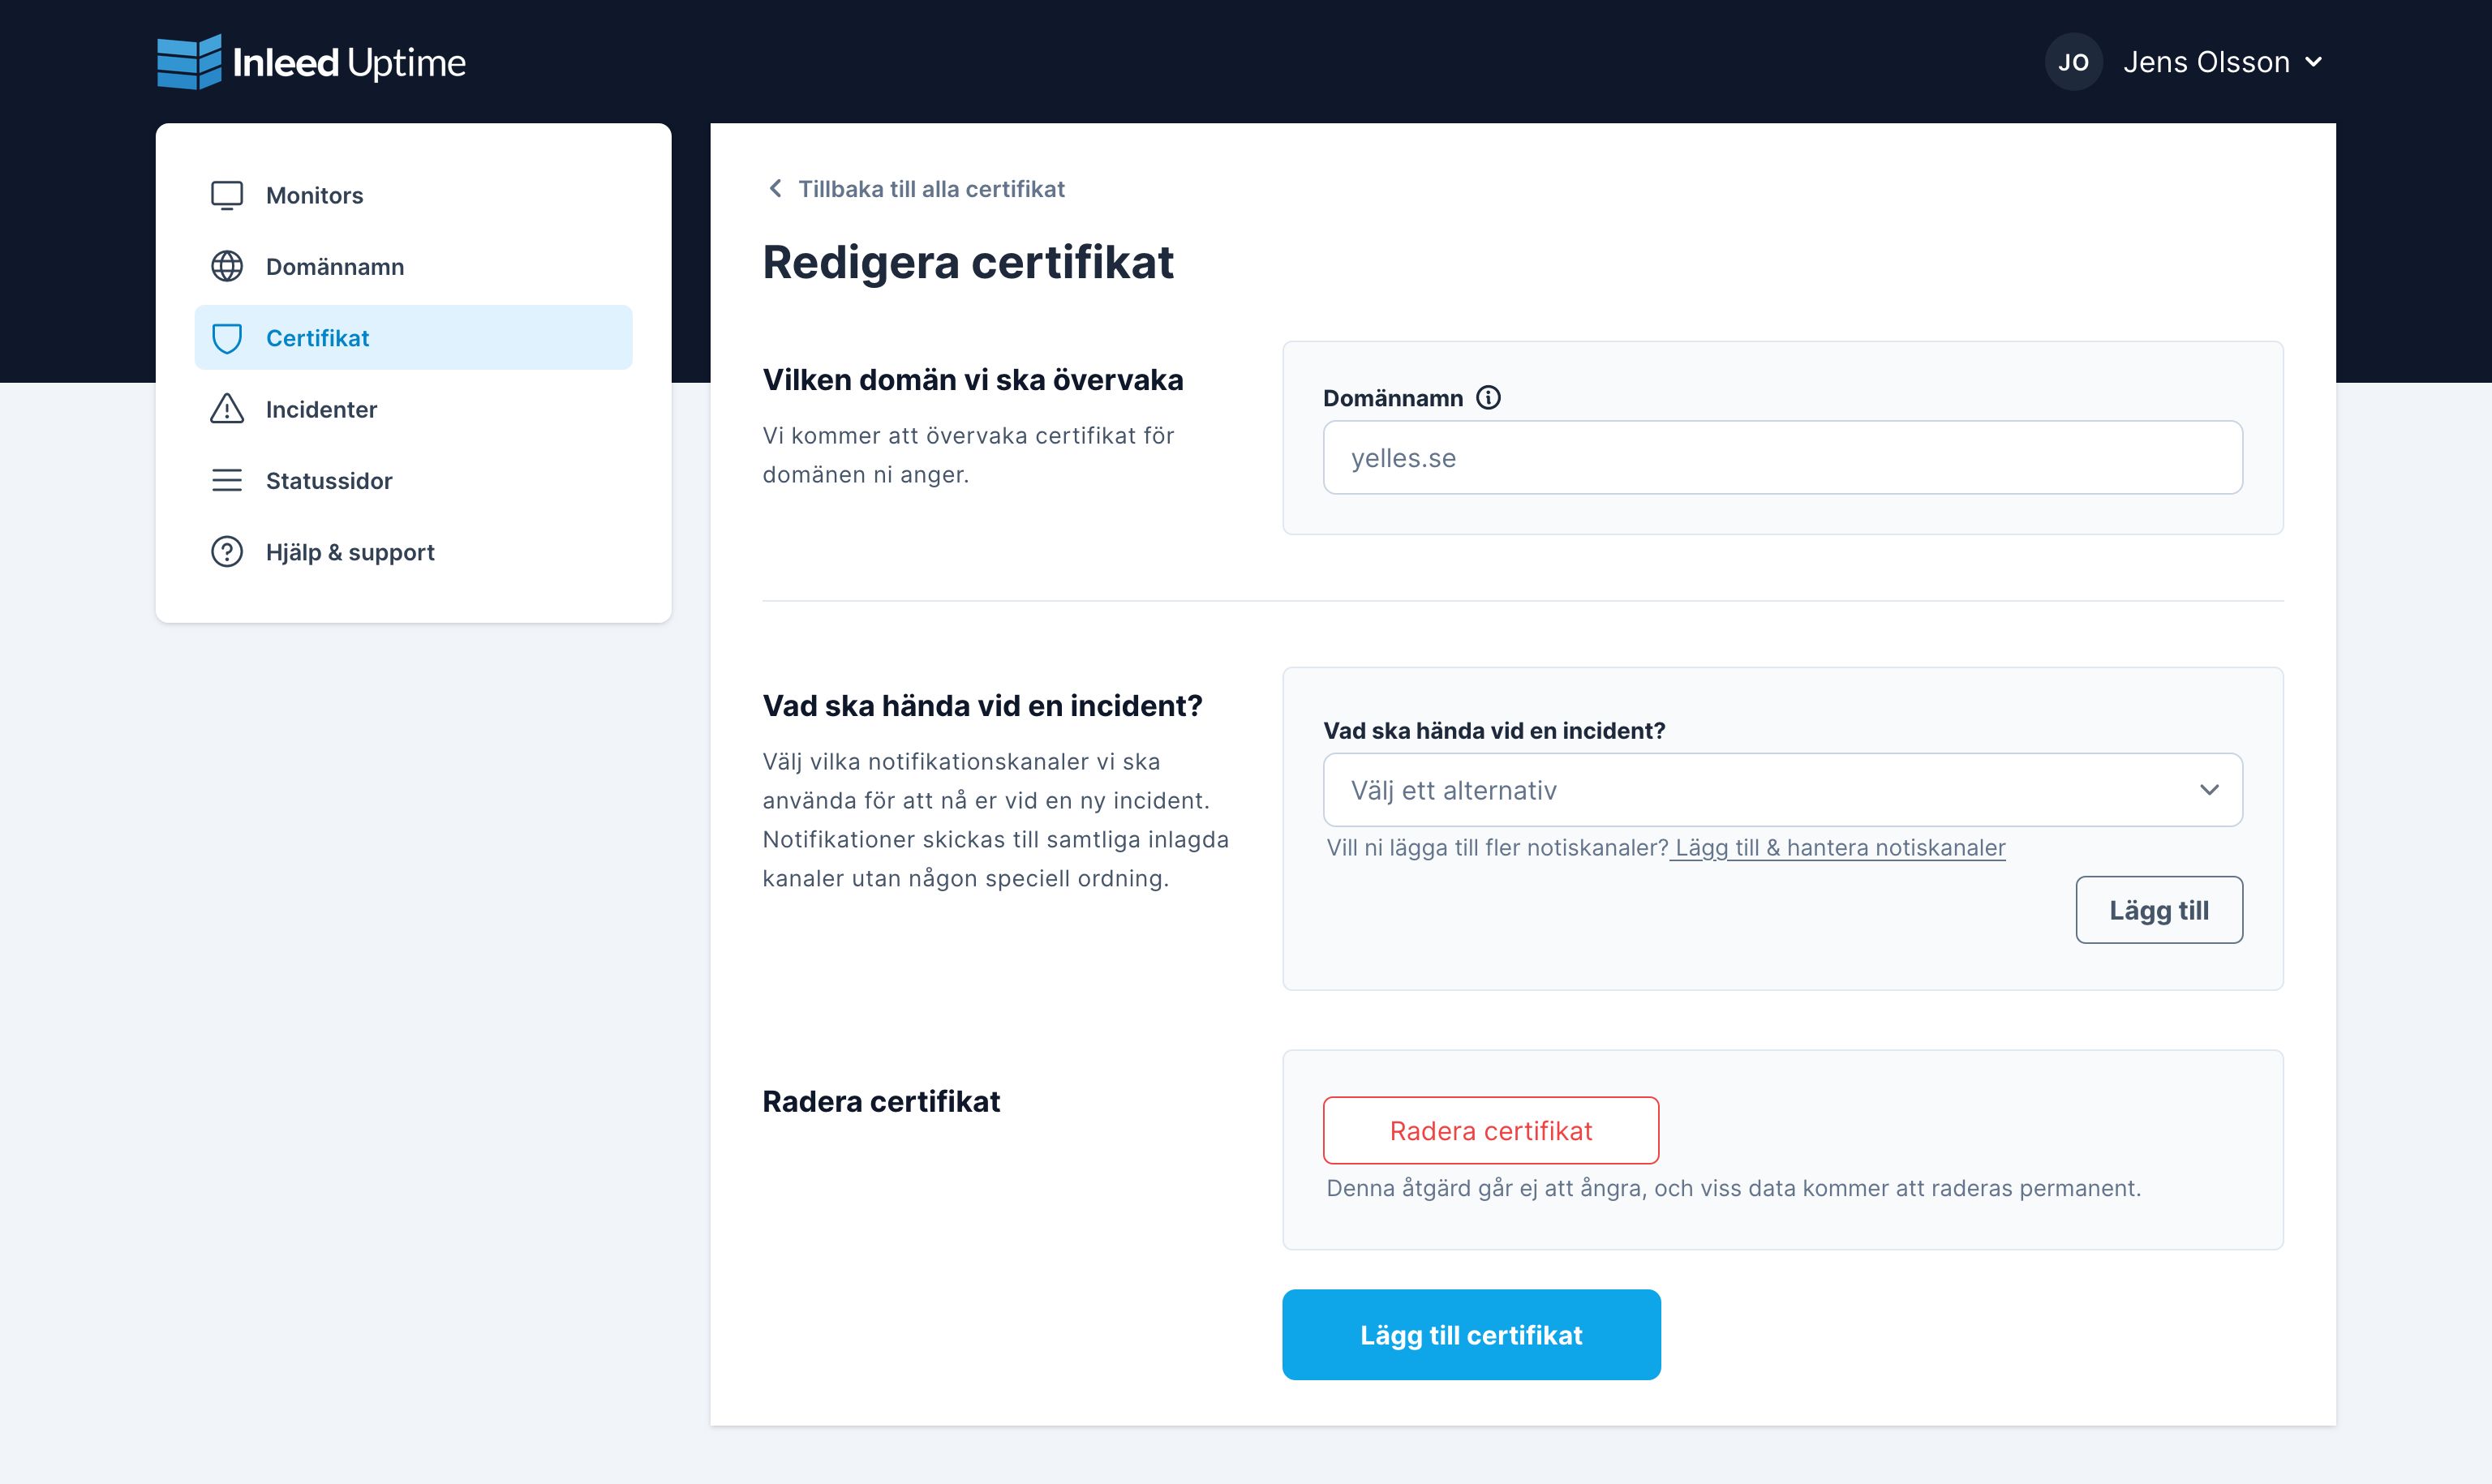 Inleed Uptime
JO Jens Olsson
Monitors
Domännamn
Certifikat
Incidenter
Statussidor
Hjälp & support
Tillbaka till alla certifikat
Redigera certifikat
Vilken domän vi ska övervaka
Vi kommer att övervaka certifikat för
domänen ni anger.
Domännamn
yelles.se
Vad ska hända vid en incident?
Välj vilka notifikationskanaler vi ska
använda för att nå er vid en ny incident.
Notifikationer skickas till samtliga inlagda
kanaler utan någon speciell ordning.
Vad ska hända vid en incident?
Välj ett alternativ
Vill ni lägga till fler notiskanaler? Lägg till & hantera notiskanaler
Lägg till
Radera certifikat
Radera certifikat
Denna åtgärd går ej att ångra, och viss data kommer att raderas permanent.
Lägg till certifikat